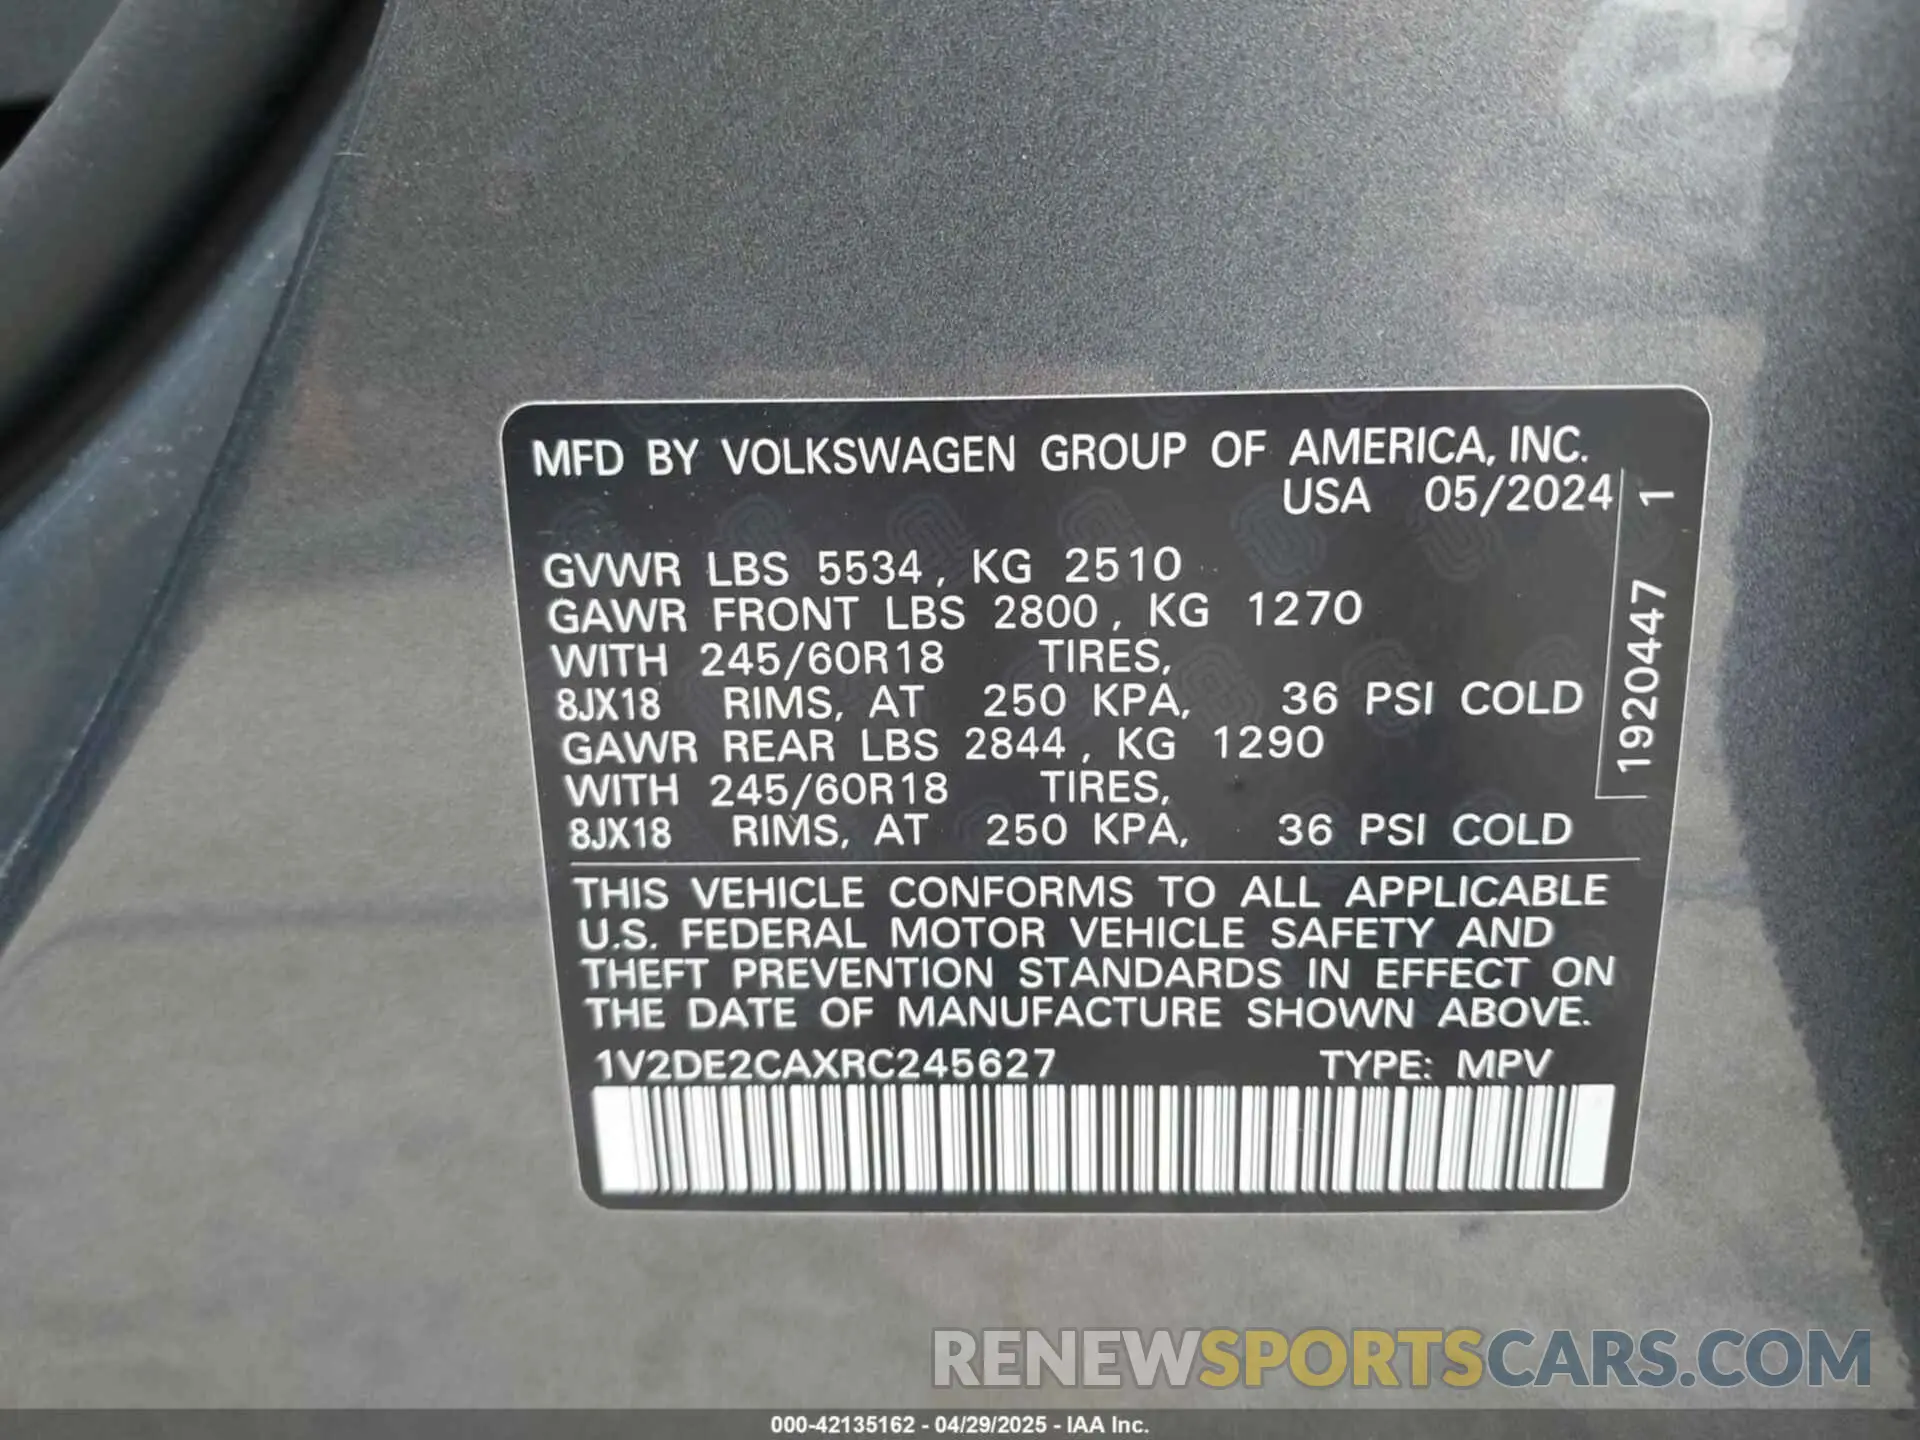 MFD BY VOLKSWAGEN GROUP OF AMERICA, INC.
USA 05/2024
GVWR LBS 5534, KG 2510
GAWR FRONT LBS 2800, KG 1270
WITH 245/60R18 TIRES,
8JX18 RIMS, AT 250 KPA, 36 PSI COLD
GAWR REAR LBS 2844, KG 1290
WITH 245/60R18 TIRES,
8JX18 RIMS, AT 250 KPA, 36 PSI COLD
1920447 1
THIS VEHICLE CONFORMS TO ALL APPLICABLE
U.S. FEDERAL MOTOR VEHICLE SAFETY AND
THEFT PREVENTION STANDARDS IN EFFECT ON
THE DATE OF MANUFACTURE SHOWN ABOVE.
1V2DE2CAXRC245627 TYPE: MPV
RENEWSPORTSCARS.COM
000-42135162 - 04/29/2025 - IAA Inc.